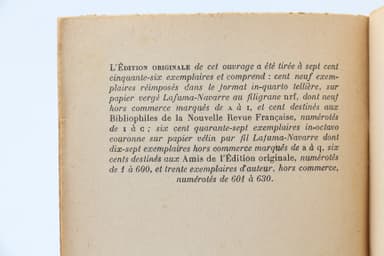 L'ÉDITION ORIGINALE de cet ouvrage a été tirée à sept cent
cinquante-six exemplaires et comprend : cent neuf exem-
plaires réimposés dans le format in-quarto tellière, sur
papier vergé Lafuma-Navarre au filigrane nrf, dont neuf
hors commerce marqués de A à I, et cent destinés aux
Bibliophiles de la Nouvelle Revue Française, numérotés
de I à C ; six cent quarante-sept exemplaires in-octavo
couronne sur papier vélin pur fil Lafuma-Navarre dont
dix-sept exemplaires hors commerce marqués de a à q, six
cents destinés aux Amis de l'Édition originale, numérotés
de 1 à 600, et trente exemplaires d'auteur, hors commerce,
numérotés de 601 à 630.